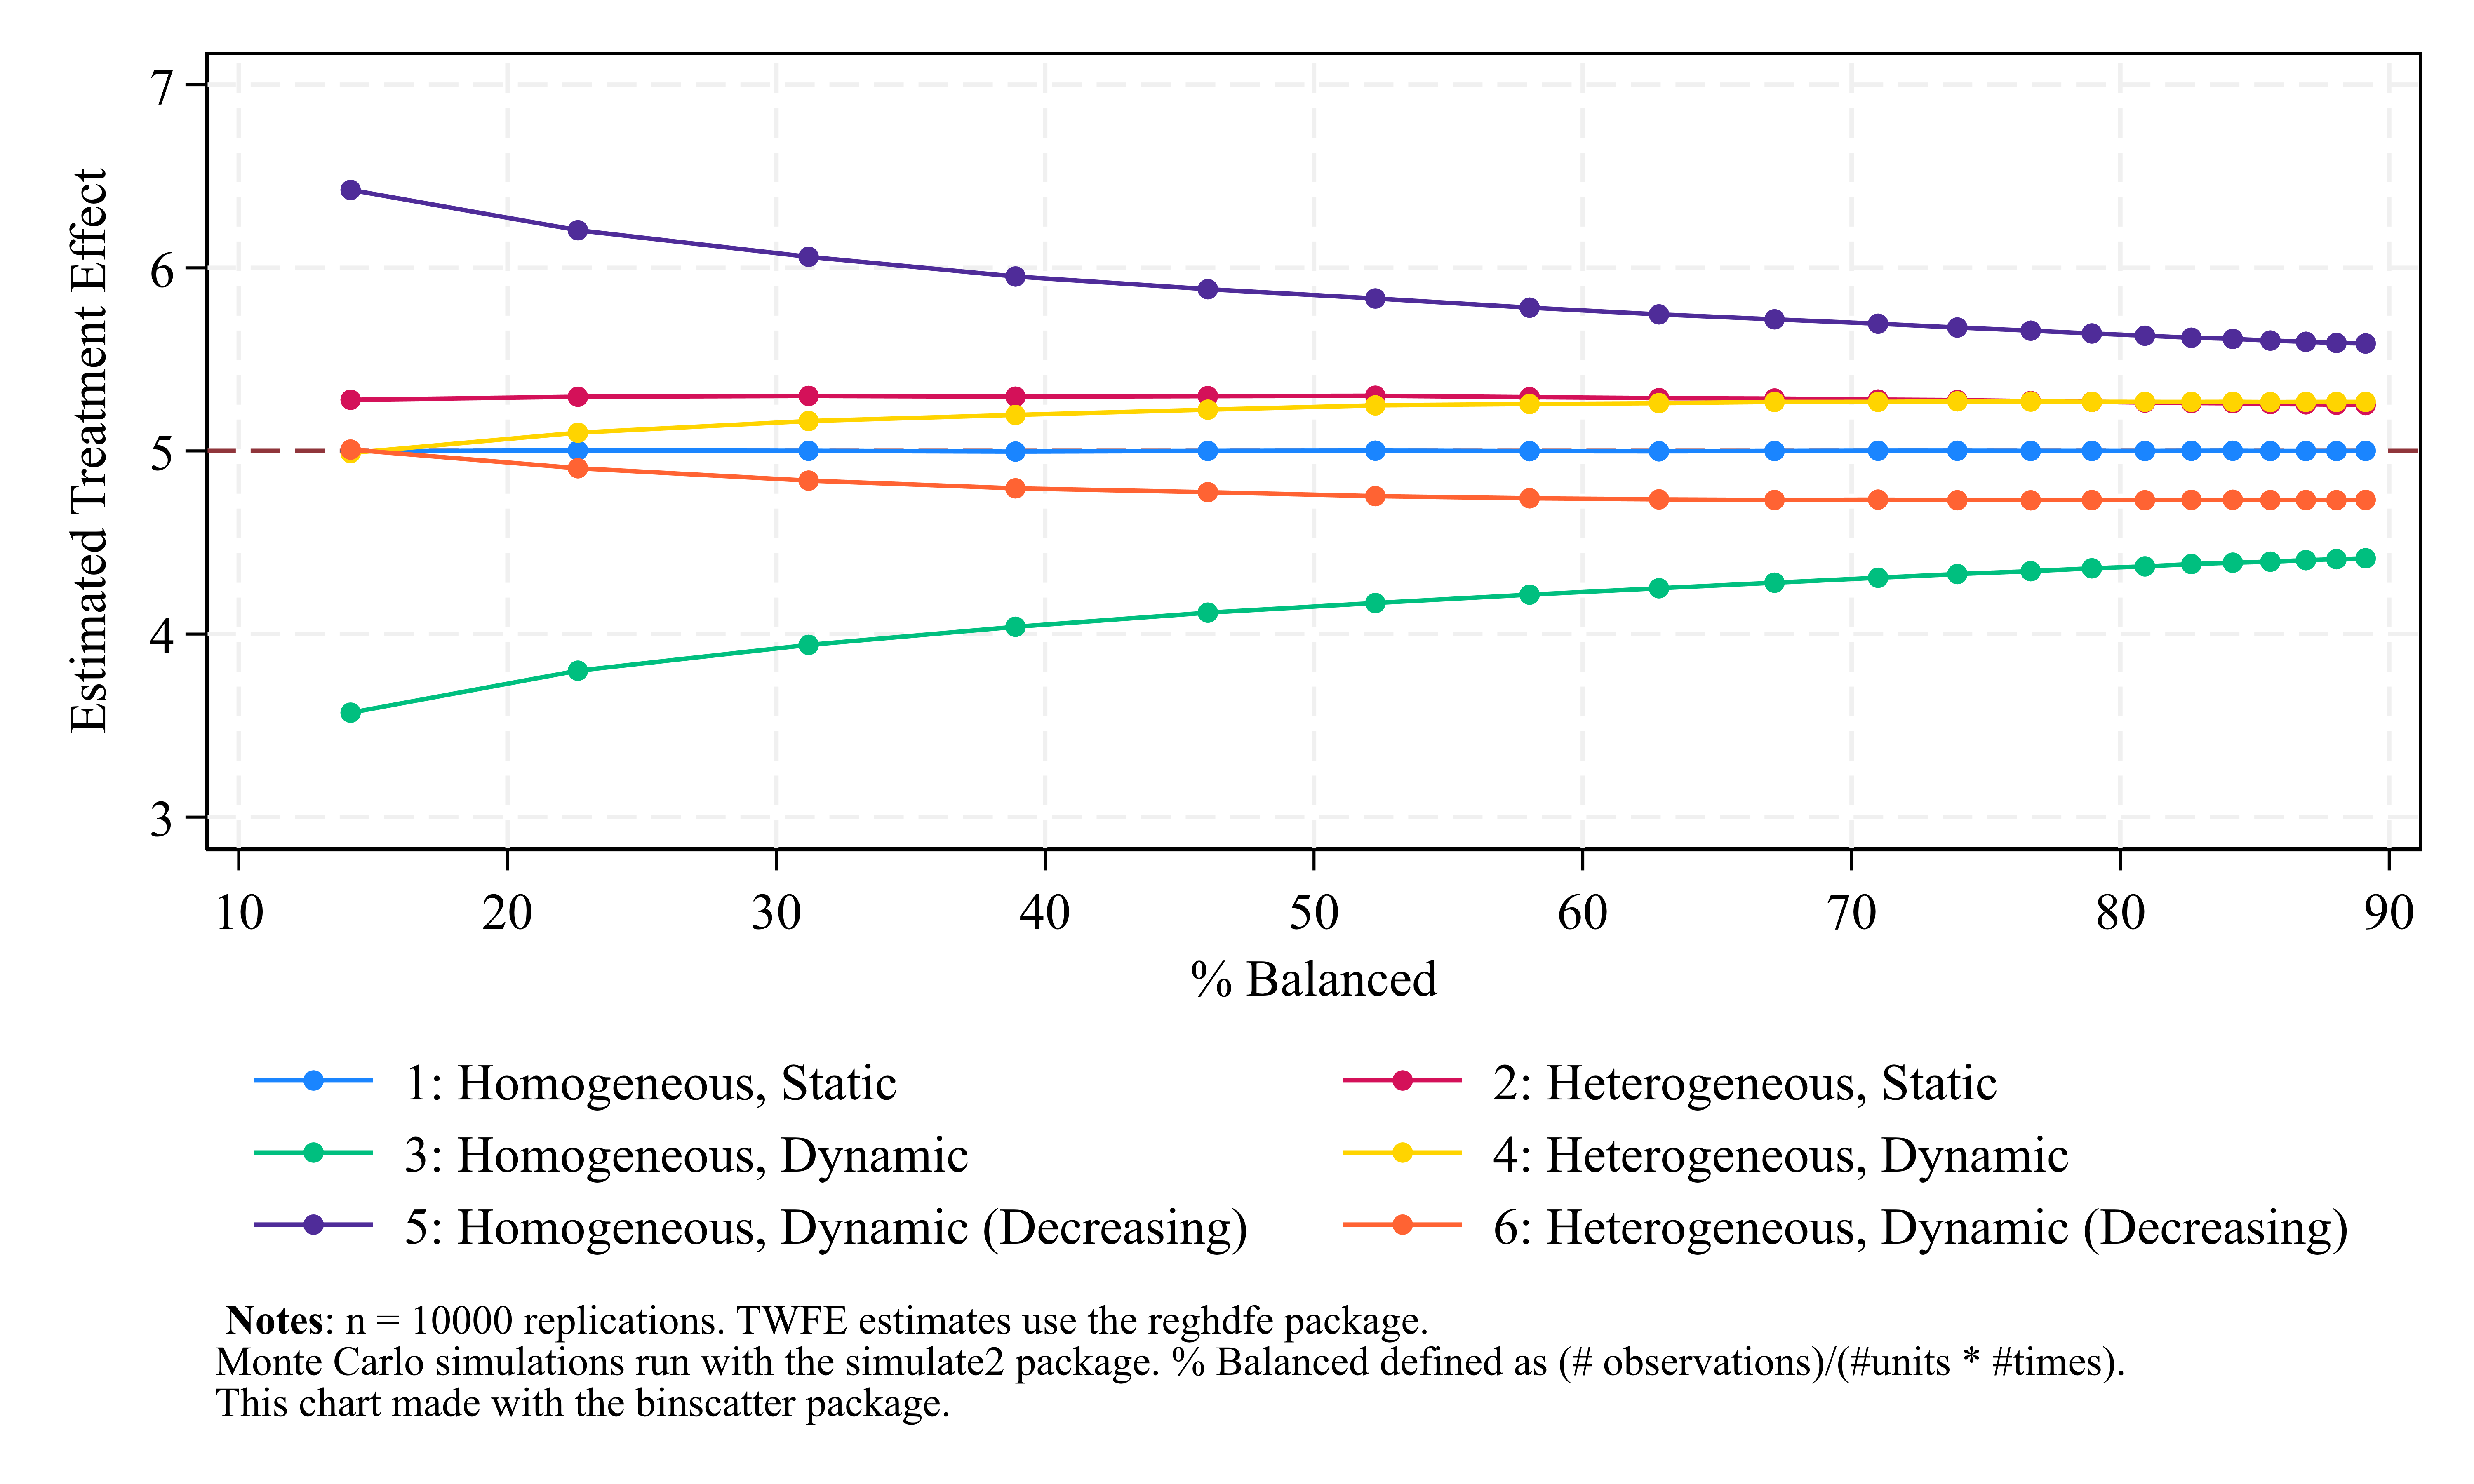 Estimated Treatment Effect
7
6
5
4
3
10 20 30 40 50 60 70 80 90
% Balanced
1: Homogeneous, Static
2: Heterogeneous, Static
3: Homogeneous, Dynamic
4: Heterogeneous, Dynamic
5: Homogeneous, Dynamic (Decreasing)
6: Heterogeneous, Dynamic (Decreasing)
Notes: n = 10000 replications. TWFE estimates use the reghdfe package.
Monte Carlo simulations run with the simulate2 package. % Balanced defined as (# observations)/(#units * #times).
This chart made with the binscatter package.